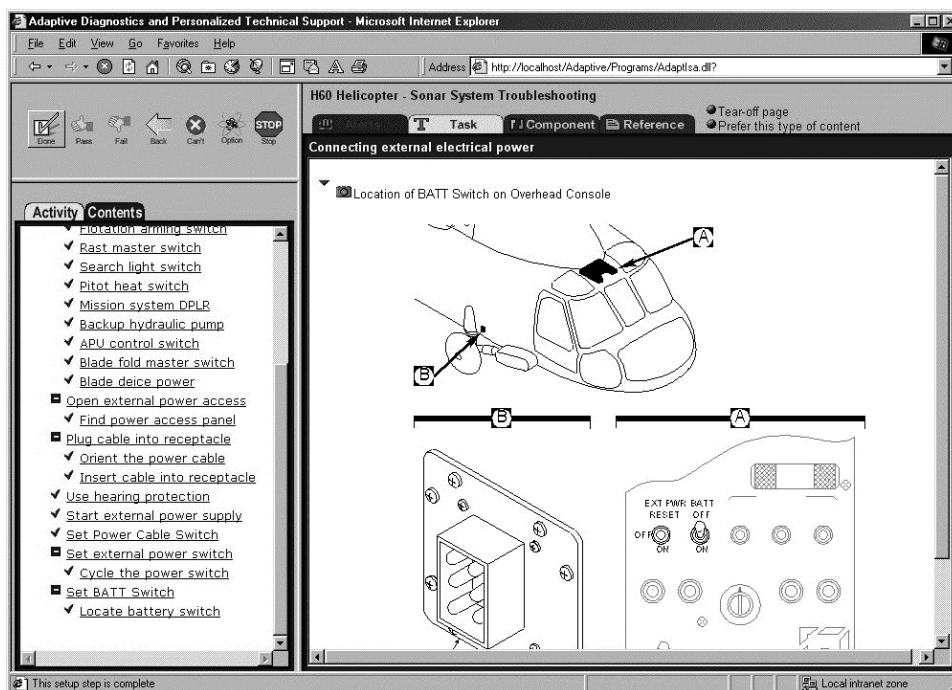 Adaptive Diagnostics and Personalized Technical Support - Microsoft Internet Explorer
File Edit View Go Favorites Help
Address http://localhost/Adaptive/Programs/AdaptIsa.dll?
H60 Helicopter - Sonar System Troubleshooting
Alerts Task Component Reference
Tear-off page
Prefer this type of content
Done Pass Fail Back Can't Option Stop
STOP
Connecting external electrical power
Activity Contents
Flotation arming switch
Rast master switch
Search light switch
Pitot heat switch
Mission system DPLR
Backup hydraulic pump
APU control switch
Blade fold master switch
Blade deice power
Open external power access
Find power access panel
Plug cable into receptacle
Orient the power cable
Insert cable into receptacle
Use hearing protection
Start external power supply
Set Power Cable Switch
Set external power switch
Cycle the power switch
Set BATT Switch
Locate battery switch
Location of BATT Switch on Overhead Console
A
B
B
A
EXT PWR BATT
RESET OFF
OFF
ON ON
This setup step is complete
Local intranet zone